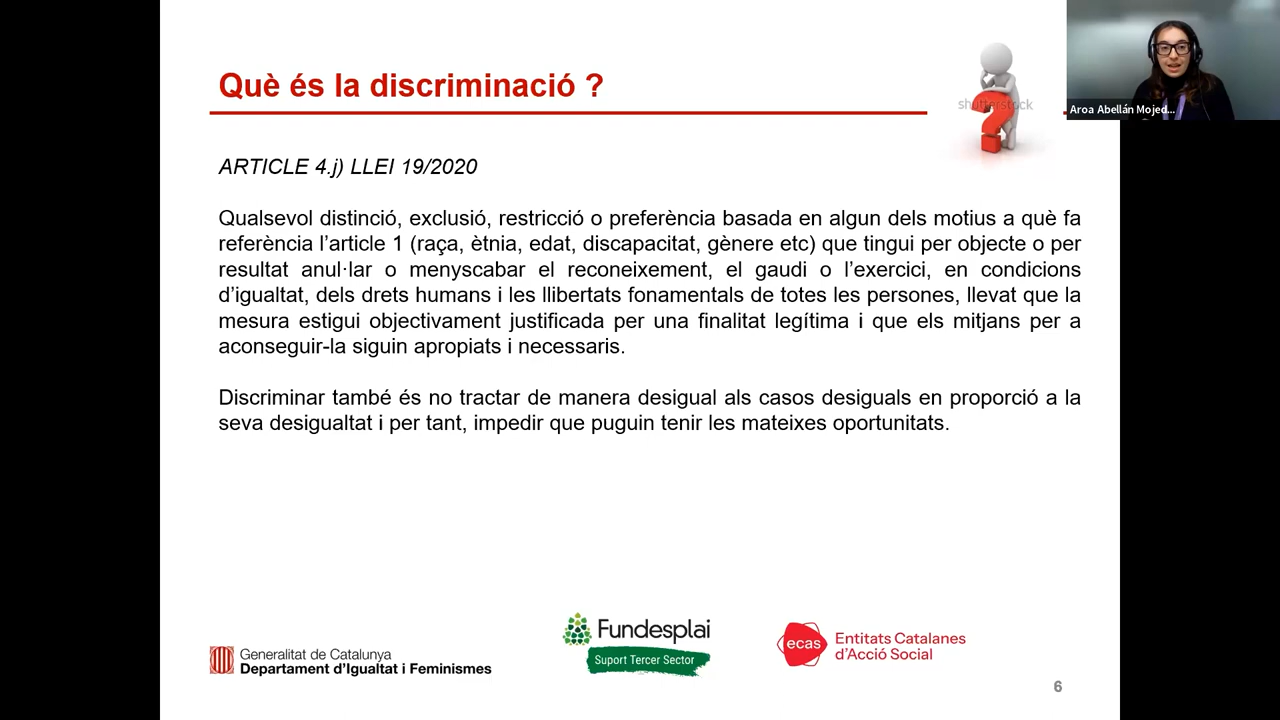 Què és la discriminació ?
shutterstock
Aroa Abellán Mojed...
ARTICLE 4.j) LLEI 19/2020
Qualsevol distinció, exclusió, restricció o preferència basada en algun dels motius a què fa
referència l’article 1 (raça, ètnia, edat, discapacitat, gènere etc) que tingui per objecte o per
resultat anul·lar o menyscabar el reconeixement, el gaudi o l’exercici, en condicions
d’igualtat, dels drets humans i les llibertats fonamentals de totes les persones, llevat que la
mesura estigui objectivament justificada per una finalitat legítima i que els mitjans per a
aconseguir-la siguin apropiats i necessaris.
Discriminar també és no tractar de manera desigual als casos desiguals en proporció a la
seva desigualtat i per tant, impedir que puguin tenir les mateixes oportunitats.
Generalitat de Catalunya
Departament d’Igualtat i Feminismes
Fundesplai
Suport Tercer Sector
ecas
Entitats Catalanes
d’Acció Social
6